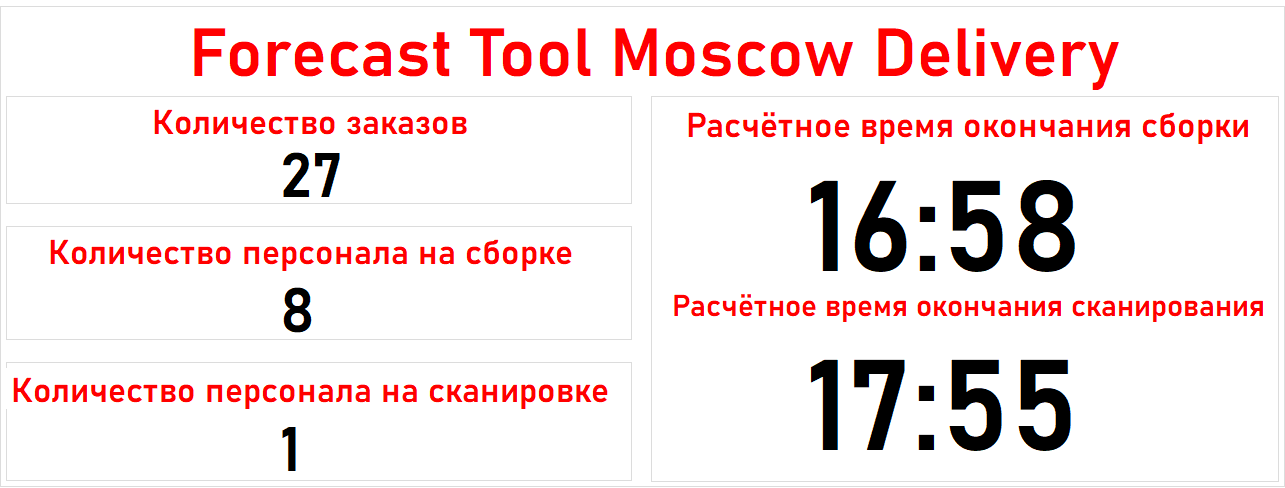 Forecast Tool Moscow Delivery
Количество заказов
27
Количество персонала на сборке
8
Количество персонала на сканировке
1
Расчётное время окончания сборки
16:58
Расчётное время окончания сканирования
17:55